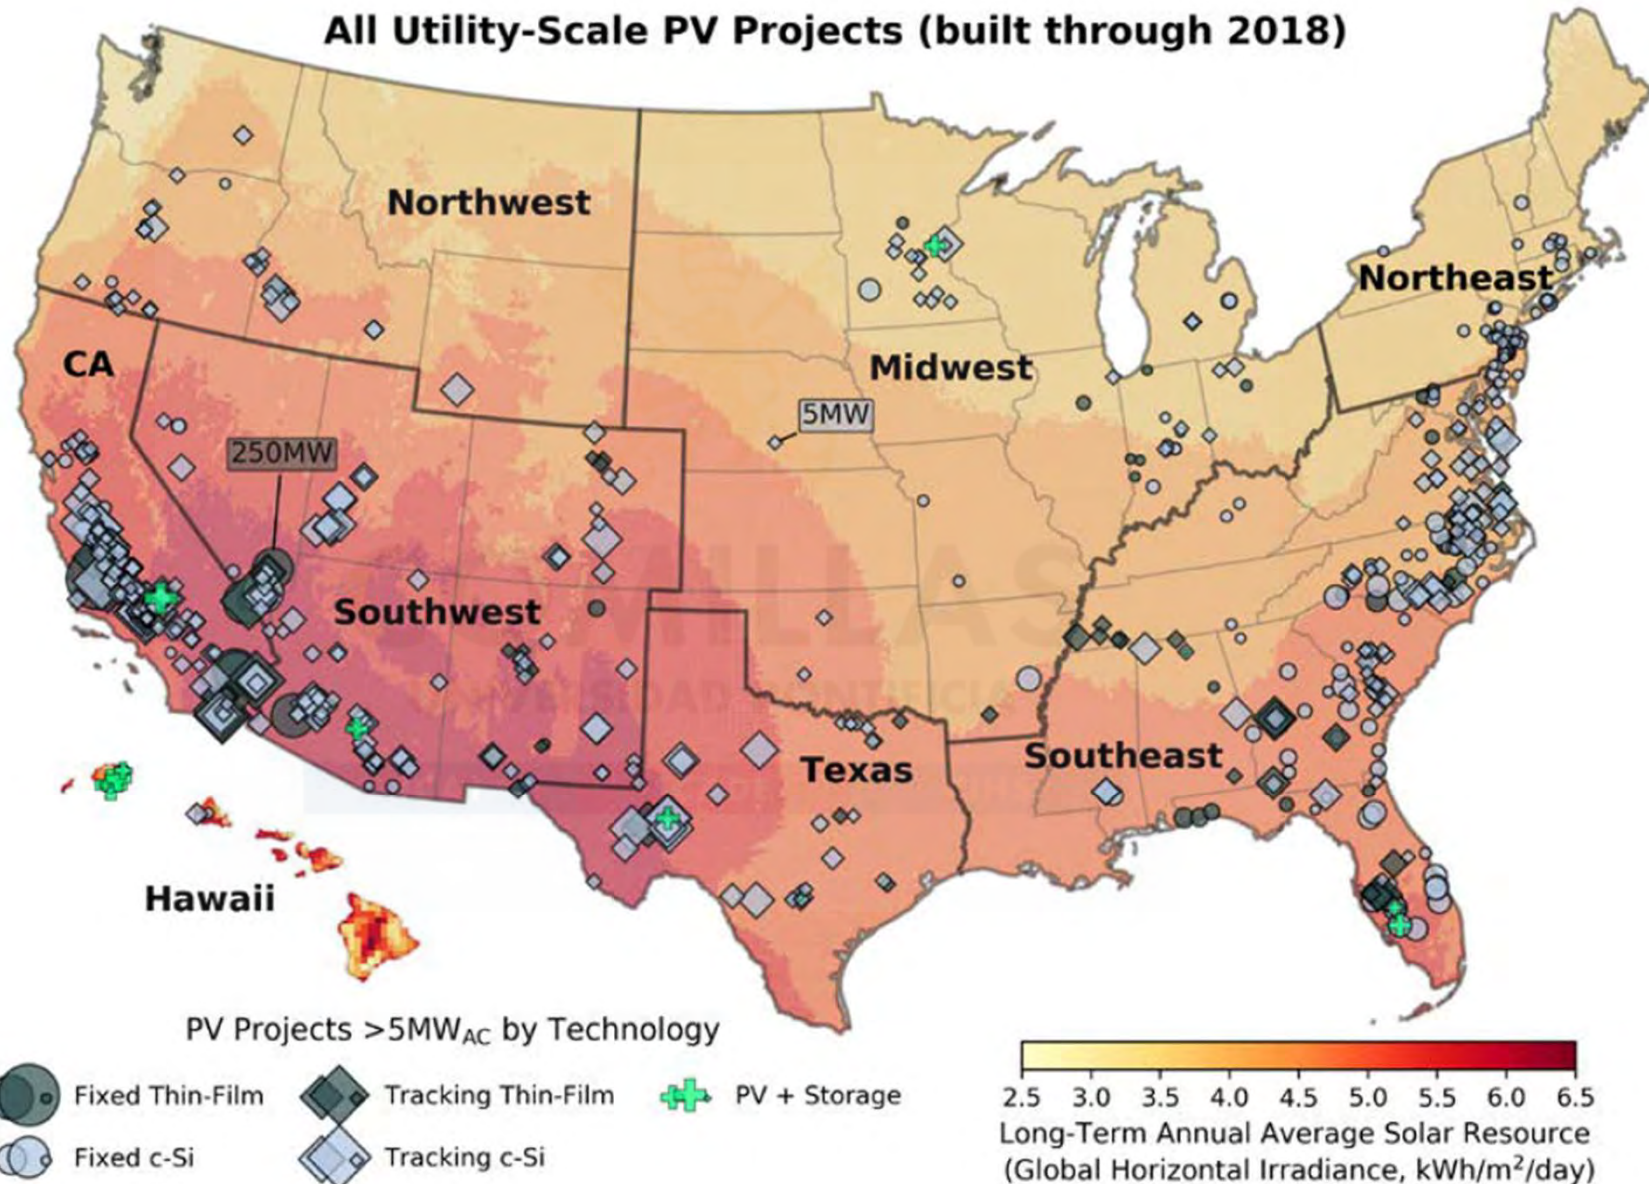 All Utility-Scale PV Projects (built through 2018)
Northwest
Northeast
CA
Midwest
5MW
250MW
COMILLAS
Southwest
UNIVERSIDAD PONTIFICIA
Southeast
Texas
Hawaii
PV Projects >5MWAC by Technology
Fixed Thin-Film
Tracking Thin-Film
PV + Storage
Fixed c-Si
Tracking c-Si
2.5 3.0 3.5 4.0 4.5 5.0 5.5 6.0 6.5
Long-Term Annual Average Solar Resource
(Global Horizontal Irradiance, kWh/m²/day)